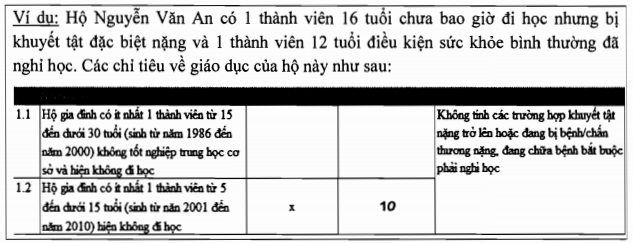 Ví dụ: Hộ Nguyễn Văn An có 1 thành viên 16 tuổi chưa bao giờ đi học nhưng bị
khuyết tật đặc biệt nặng và 1 thành viên 12 tuổi điều kiện sức khỏe bình thường đã
nghỉ học. Các chỉ tiêu về giáo dục của hộ này như sau:
1.1 Hộ gia đình có ít nhất 1 thành viên từ 15
đến dưới 30 tuổi (sinh từ năm 1986 đến
năm 2000) không tốt nghiệp trung học cơ
sở và hiện không đi học
Không tính các trường hợp khuyết tật
nặng trở lên hoặc đang bị bệnh/chấn
thương nặng, đang chữa bệnh bắt buộc
phải nghỉ học
1.2 Hộ gia đình có ít nhất 1 thành viên từ 5
đến dưới 15 tuổi (sinh từ năn 2001 đến
năm 2010) hiện không đi học
x
10